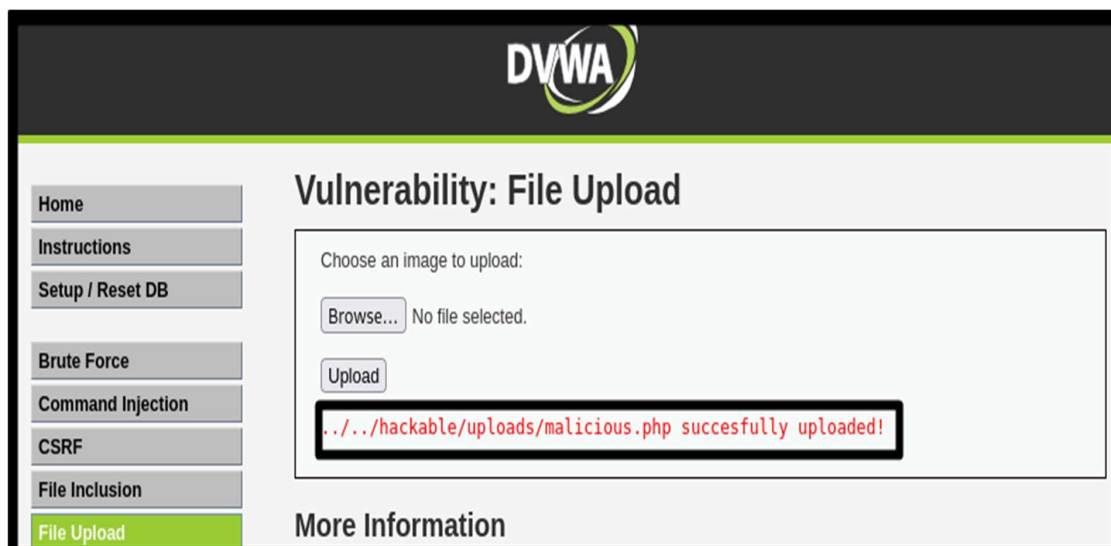 DVWA
Home
Instructions
Setup / Reset DB
Brute Force
Command Injection
CSRF
File Inclusion
File Upload
Vulnerability: File Upload
Choose an image to upload:
Browse... No file selected.
Upload
../../hackable/uploads/malicious.php succesfully uploaded!
More Information